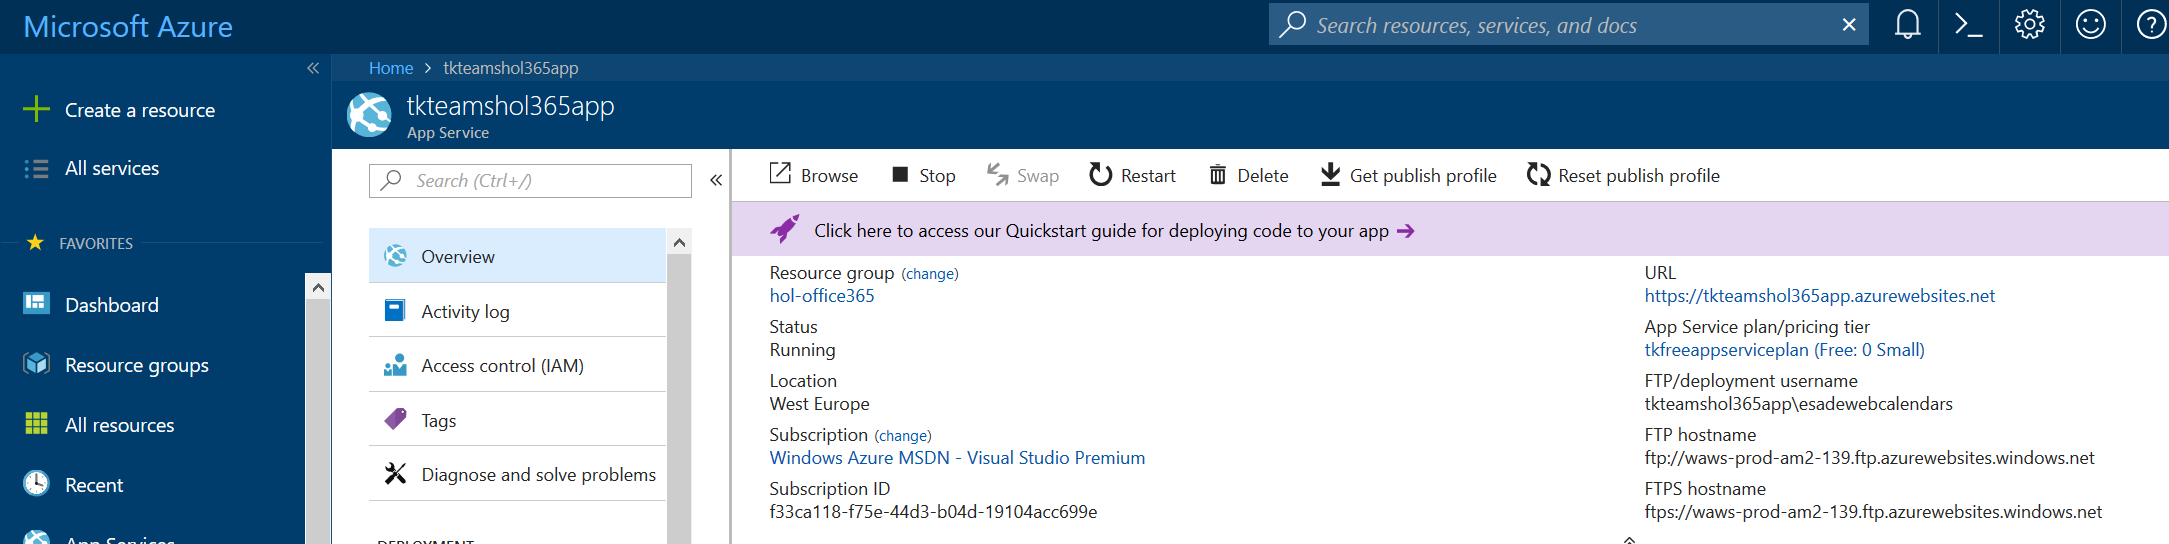 Microsoft Azure
Search resources, services, and docs
Home > tkteamshol365app
tkteamshol365app
App Service
Create a resource
All services
FAVORITES
Dashboard
Resource groups
All resources
Recent
App Services
Search (Ctrl+/)
Overview
Activity log
Access control (IAM)
Tags
Diagnose and solve problems
DEPLOYMENT
Browse Stop Swap Restart Delete Get publish profile Reset publish profile
Click here to access our Quickstart guide for deploying code to your app →
Resource group (change)
hol-office365
Status
Running
Location
West Europe
Subscription (change)
Windows Azure MSDN - Visual Studio Premium
Subscription ID
f33ca118-f75e-44d3-b04d-19104acc699e
URL
https://tkteamshol365app.azurewebsites.net
App Service plan/pricing tier
tkfreeappserviceplan (Free: 0 Small)
FTP/deployment username
tkteamshol365app\esadewebcalendars
FTP hostname
ftp://waws-prod-am2-139.ftp.azurewebsites.windows.net
FTPS hostname
ftps://waws-prod-am2-139.ftp.azurewebsites.windows.net